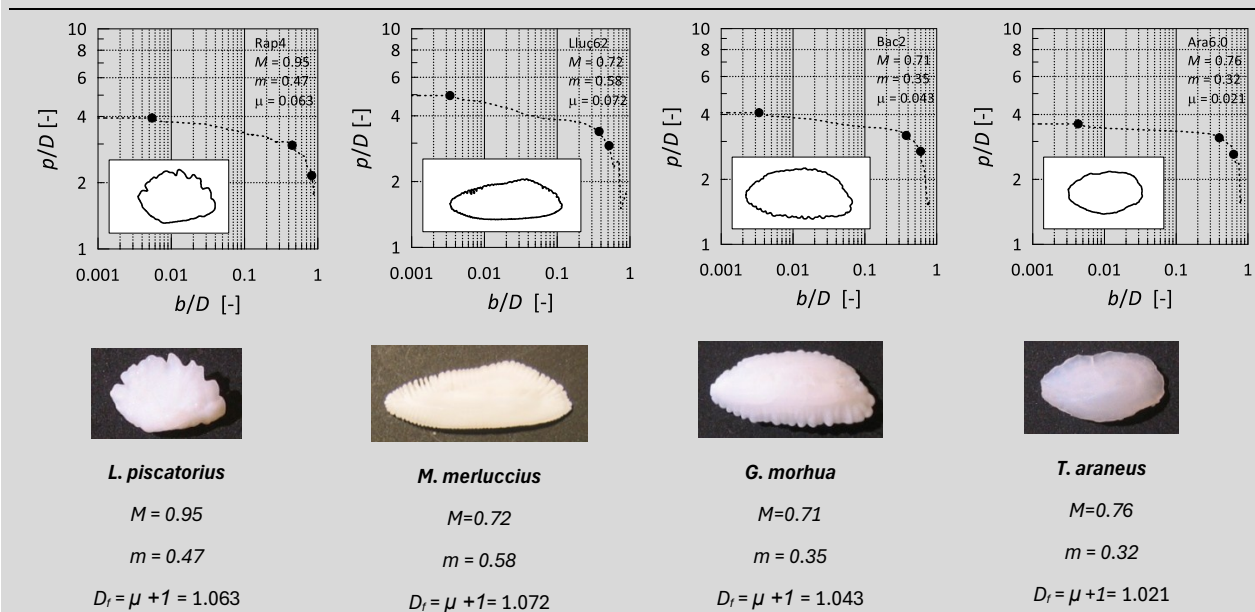 10
8
6
4
2
1
p/D [-]
Rap4
M = 0.95
m = 0.47
µ = 0.063
0.001 0.01 0.1 1
b/D [-]
10
8
6
4
2
1
p/D [-]
Lluç62
M = 0.72
m = 0.58
µ = 0.072
0.001 0.01 0.1 1
b/D [-]
10
8
6
4
2
1
p/D [-]
Bac2
M = 0.71
m = 0.35
µ = 0.043
0.001 0.01 0.1 1
b/D [-]
10
8
6
4
2
1
p/D [-]
Ara6.0
M = 0.76
m = 0.32
µ = 0.021
0.001 0.01 0.1 1
b/D [-]
L. piscatorius
M = 0.95
m = 0.47
Df = µ +1 = 1.063
M. merluccius
M=0.72
m = 0.58
Df = µ +1= 1.072
G. morhua
M=0.71
m = 0.35
Df = µ +1 = 1.043
T. araneus
M=0.76
m = 0.32
Df = µ +1= 1.021